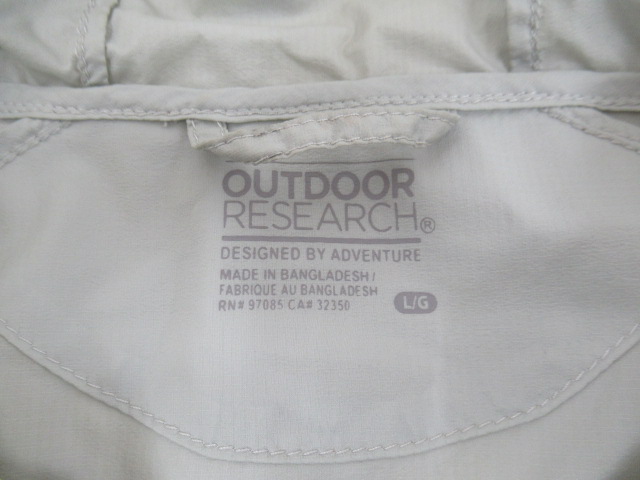 OUTDOOR
RESEARCH®
DESIGNED BY ADVENTURE
MADE IN BANGLADESH /
FABRIQUE AU BANGLADESH
RN# 97085 CA# 32350 L/G